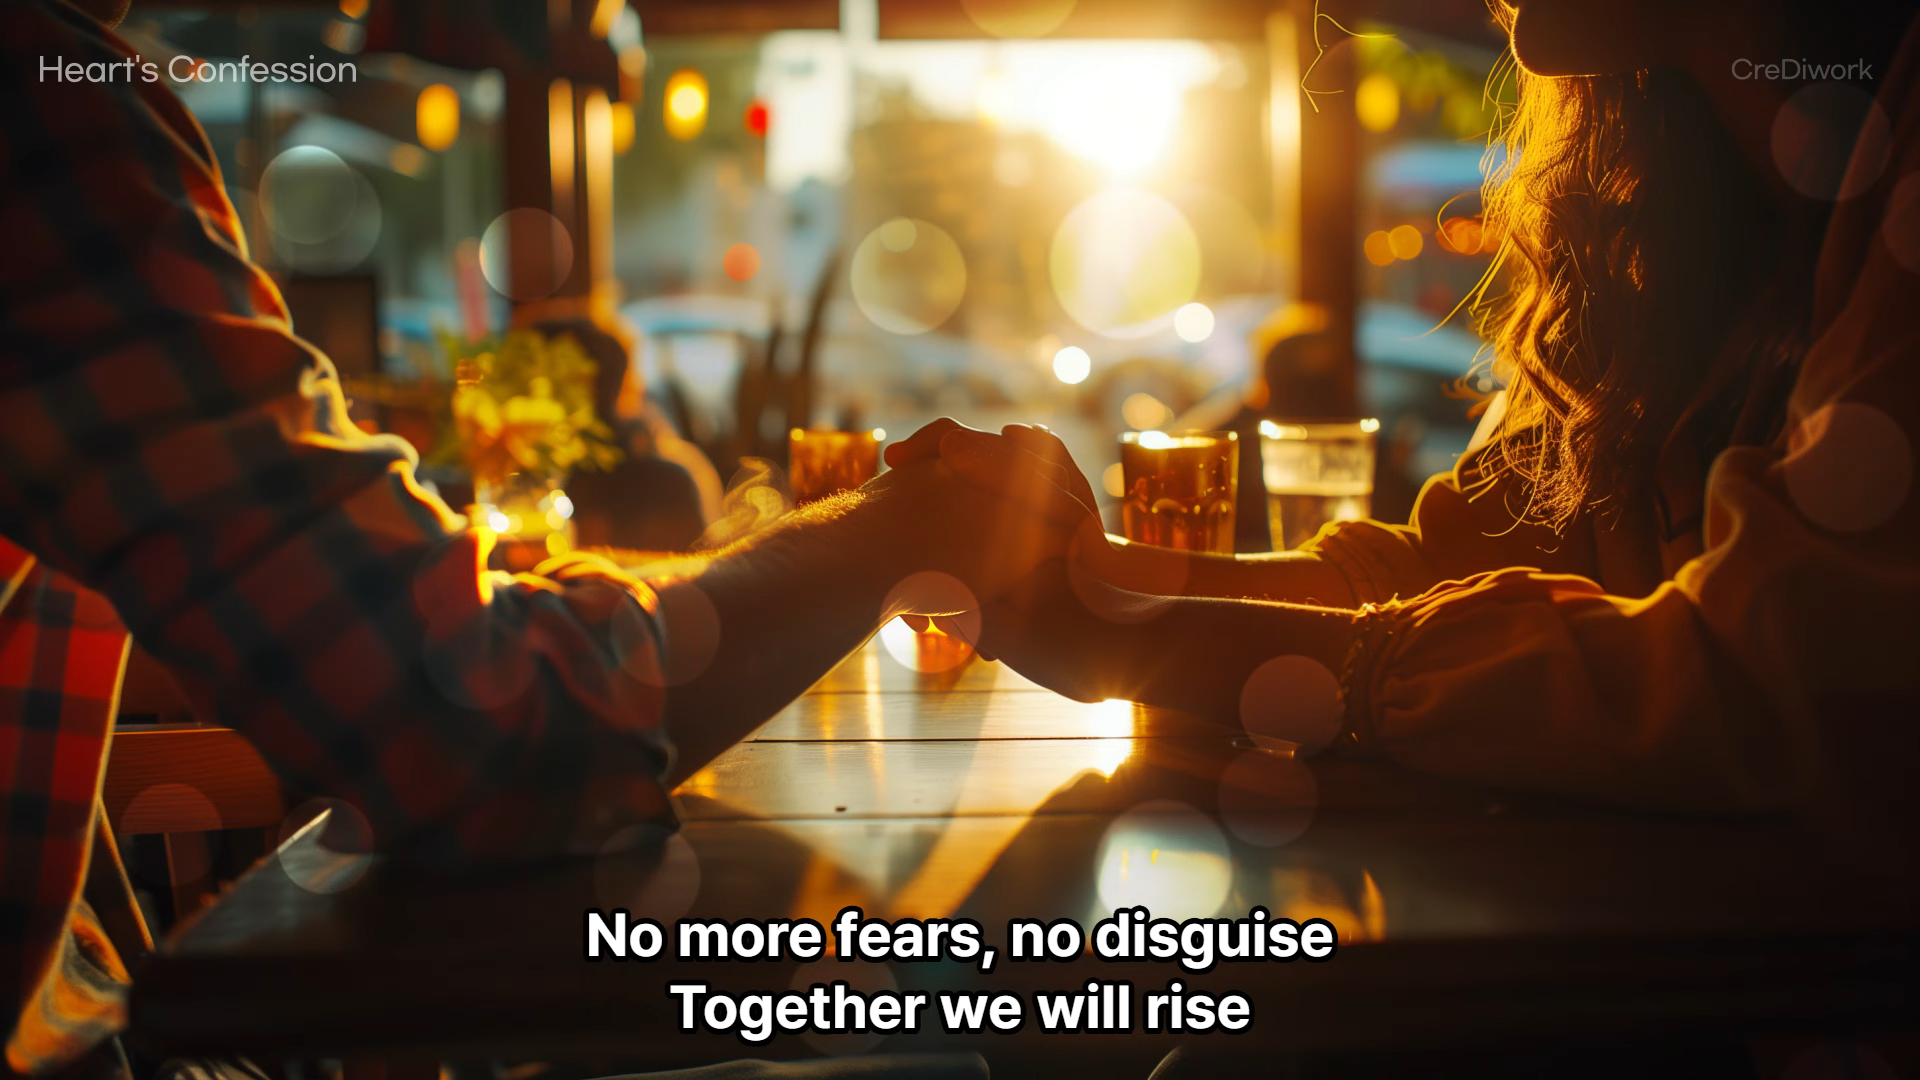 Heart's Confession
CreDiwork
No more fears, no disguise
Together we will rise